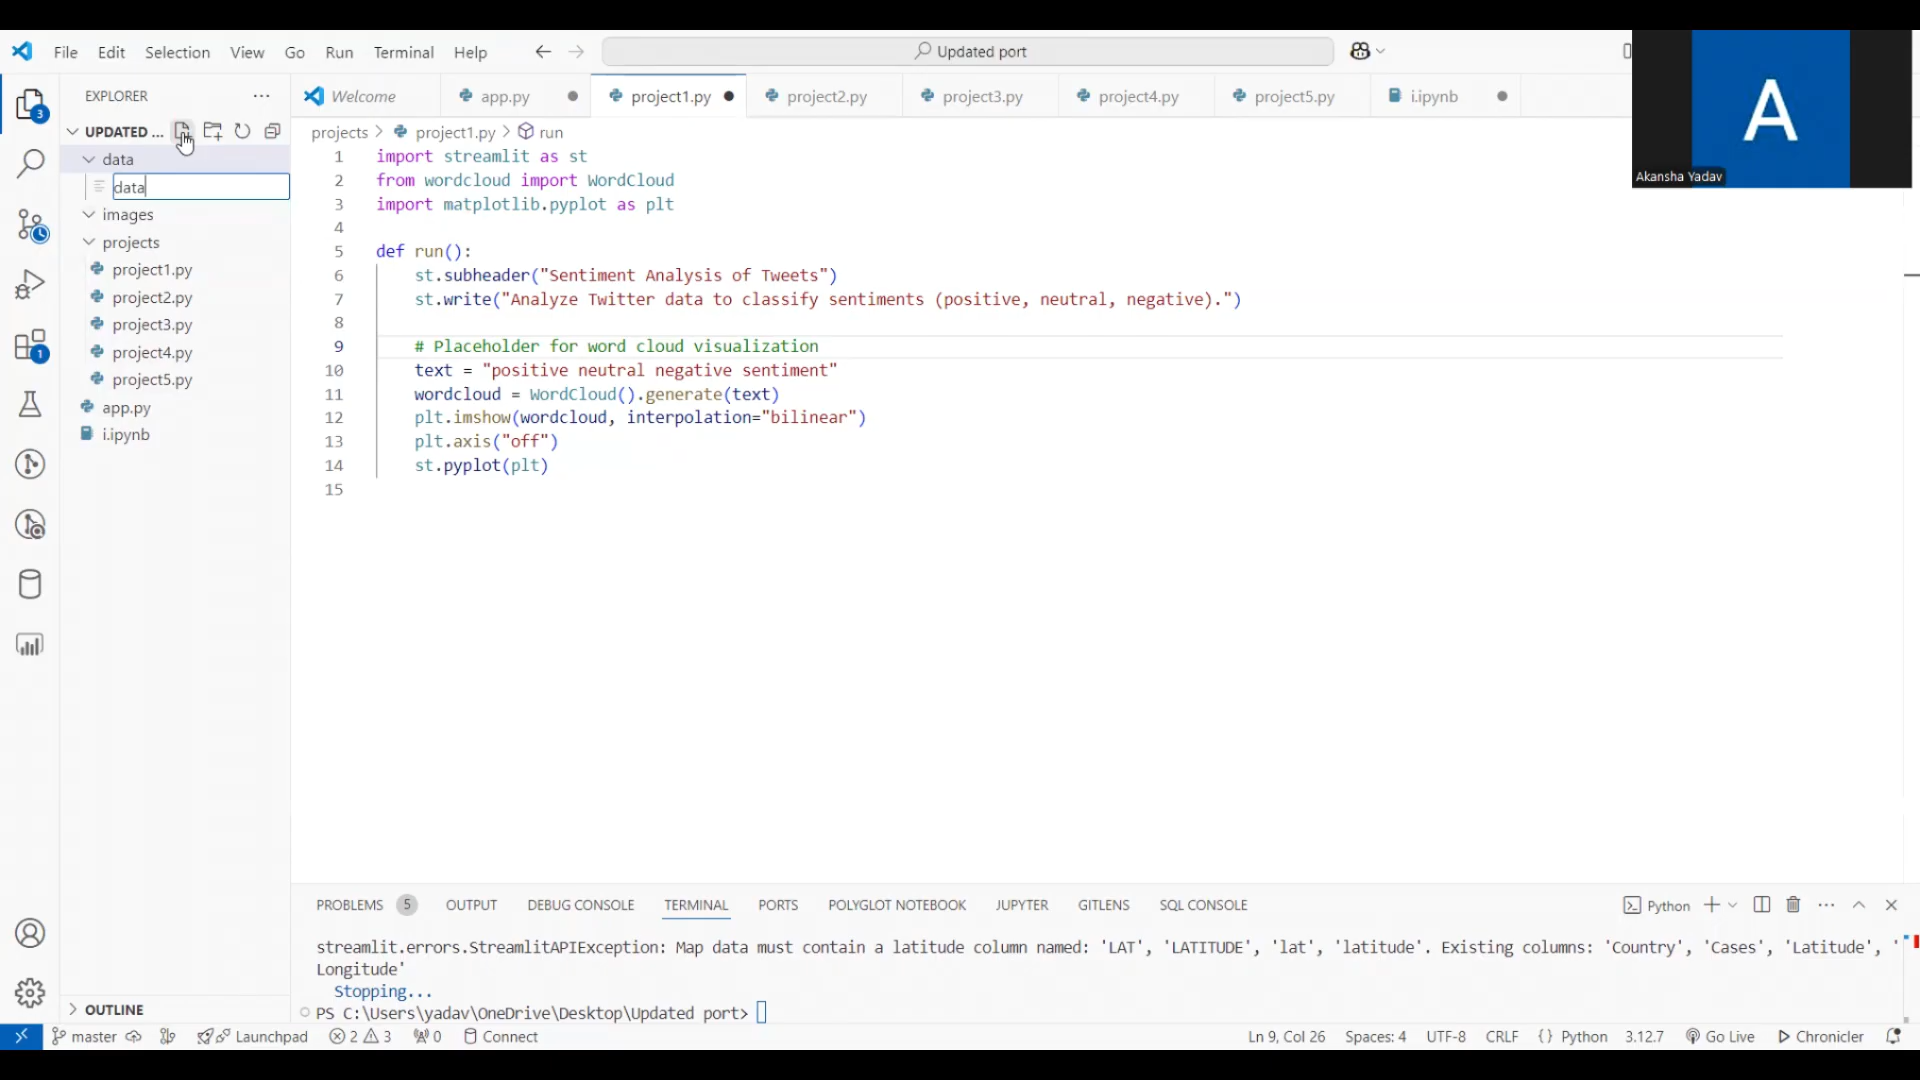 File Edit Selection View Go Run Terminal Help
Updated port
A
Akansha Yadav
EXPLORER
3
UPDATED ...
data
data
images
projects
project1.py
project2.py
project3.py
project4.py
project5.py
app.py
i.ipynb
1
OUTLINE
Welcome app.py project1.py project2.py project3.py project4.py project5.py i.ipynb
projects > project1.py > run
1 import streamlit as st
2 from wordcloud import WordCloud
3 import matplotlib.pyplot as plt
4
5 def run():
6 st.subheader("Sentiment Analysis of Tweets")
7 st.write("Analyze Twitter data to classify sentiments (positive, neutral, negative).")
8
9 # Placeholder for word cloud visualization
10 text = "positive neutral negative sentiment"
11 wordcloud = WordCloud().generate(text)
12 plt.imshow(wordcloud, interpolation="bilinear")
13 plt.axis("off")
14 st.pyplot(plt)
15
PROBLEMS 5 OUTPUT DEBUG CONSOLE TERMINAL PORTS POLYGLOT NOTEBOOK JUPYTER GITLENS SQL CONSOLE
Python
streamlit.errors.StreamlitAPIException: Map data must contain a latitude column named: 'LAT', 'LATITUDE', 'lat', 'latitude'. Existing columns: 'Country', 'Cases', 'Latitude', '
Longitude'
Stopping...
PS C:\Users\yadav\OneDrive\Desktop\Updated port>
master Launchpad 2 3 0 Connect
Ln 9, Col 26 Spaces: 4 UTF-8 CRLF {} Python 3.12.7 Go Live Chronicler